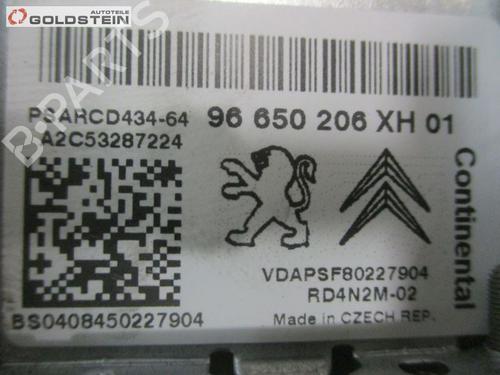 Autoteile
GOLDSTEIN
B-PARTS
PSARCD434-64
96 650 206 XH 01
A2C53287224
Continental
VDAPSF80227904
RD4N2M-02
BS0408450227904
Made in CZECH REP.